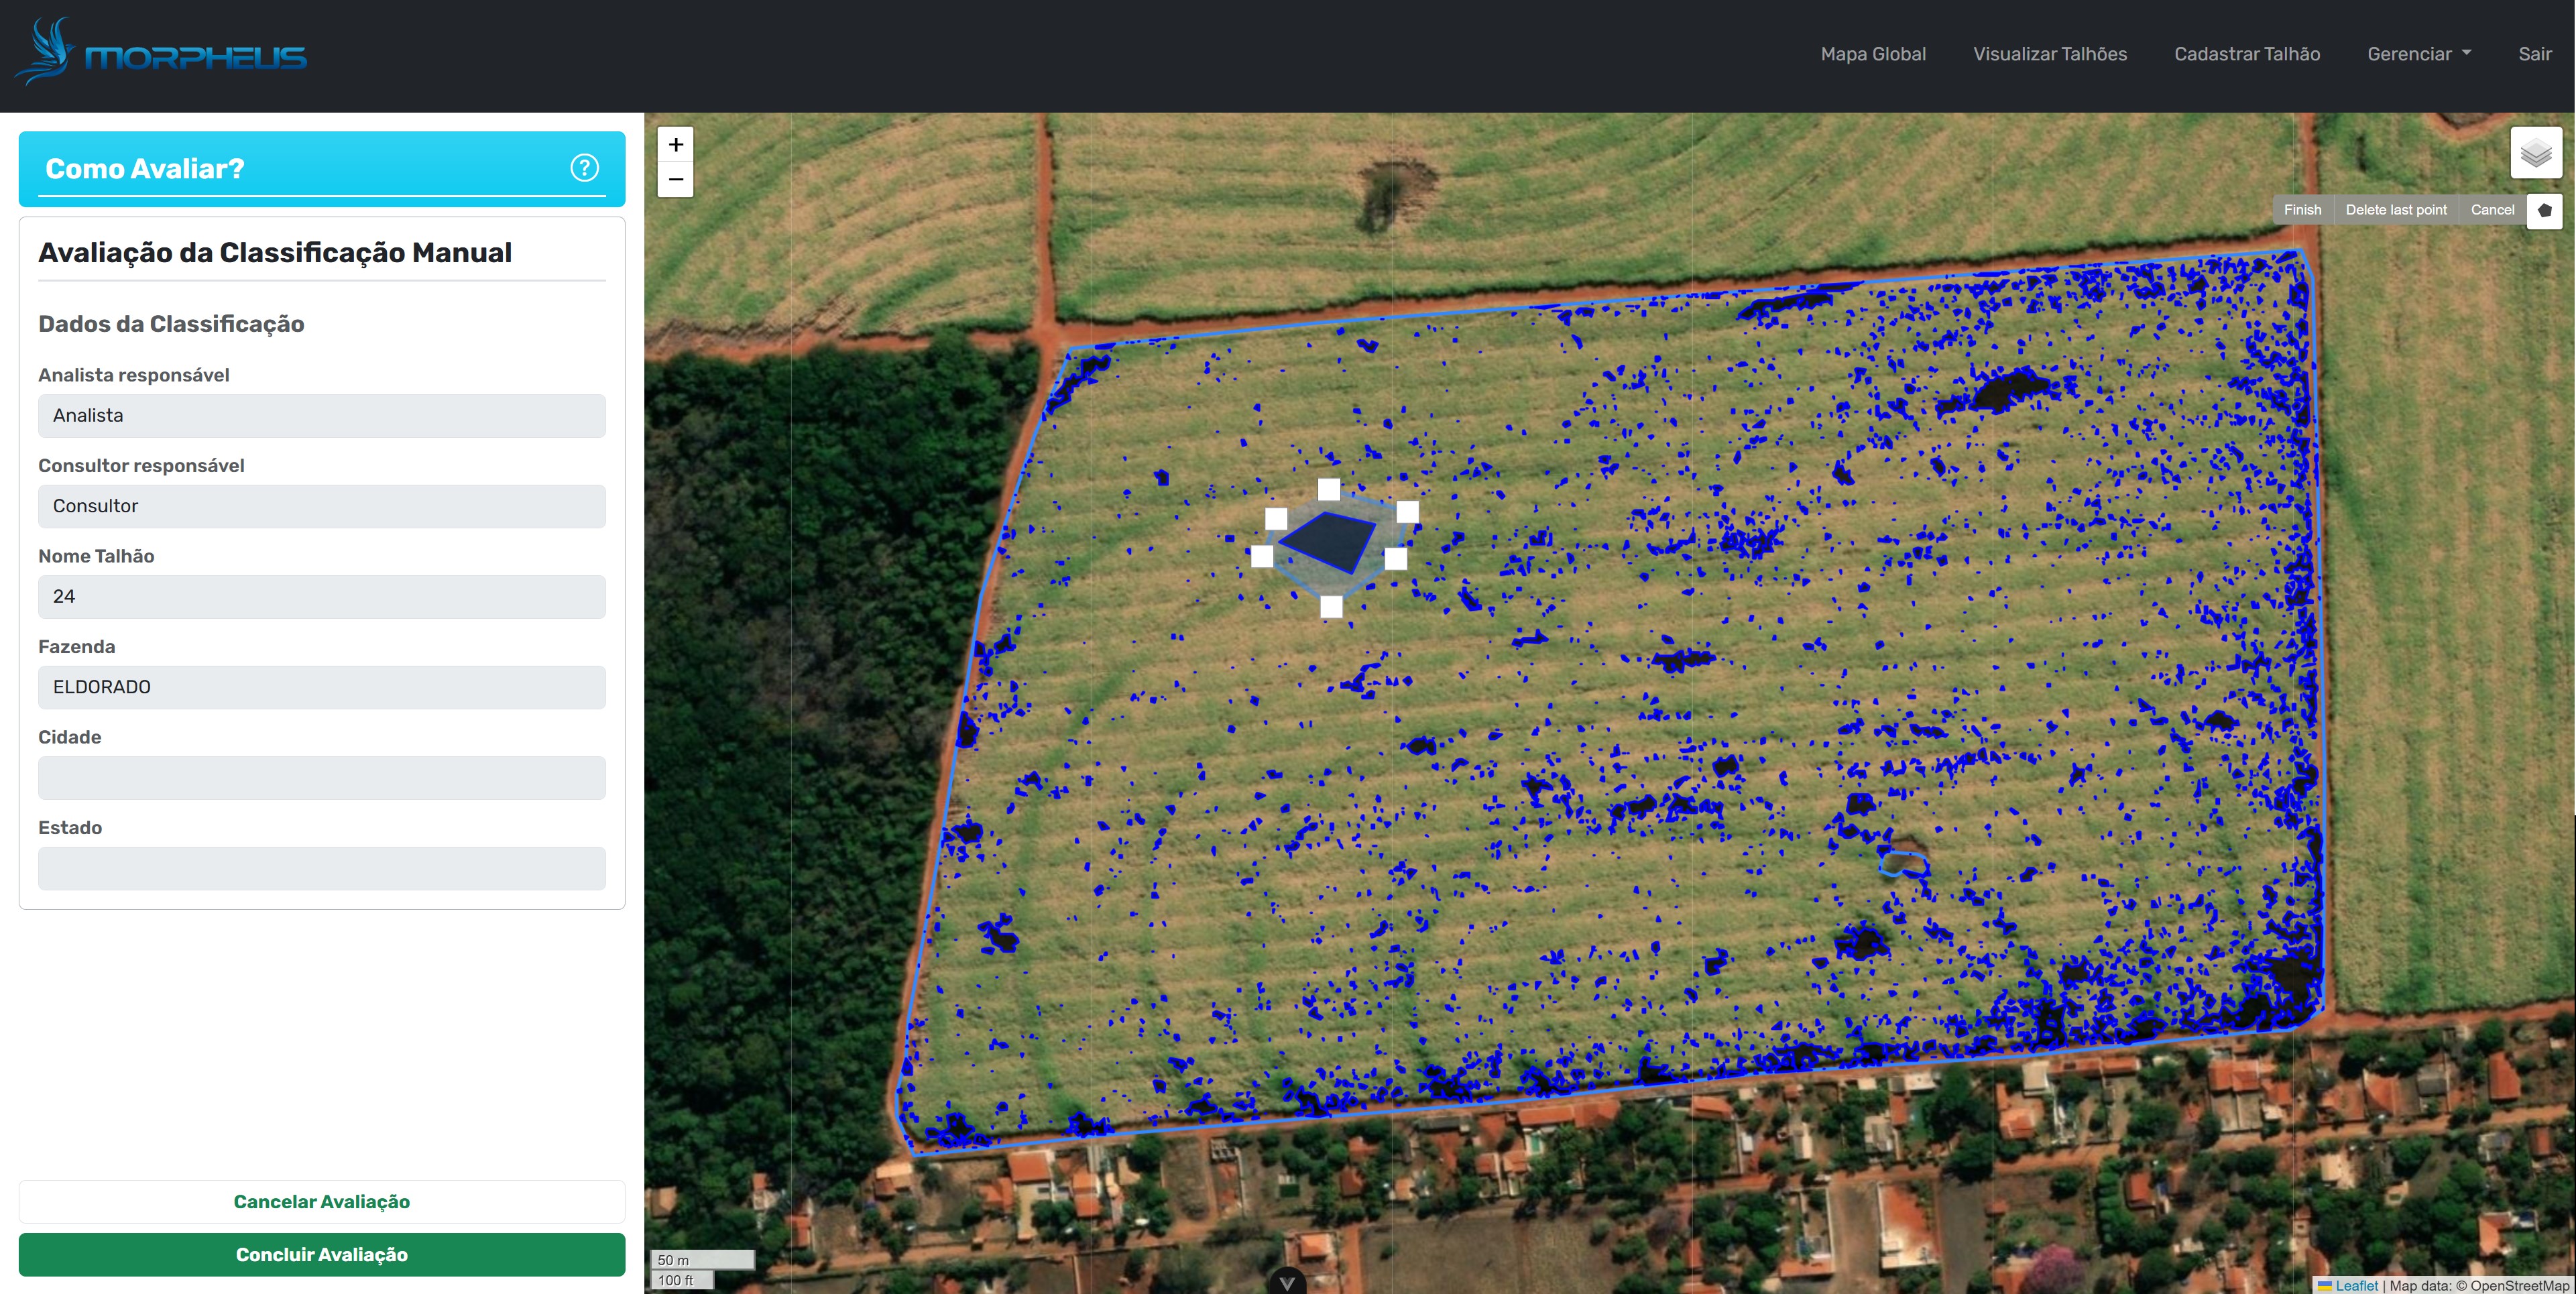 MORPHEUS
Mapa Global
Visualizar Talhões
Cadastrar Talhão
Gerenciar
Sair
Como Avaliar?
?
Avaliação da Classificação Manual
Dados da Classificação
Analista responsável
Analista
Consultor responsável
Consultor
Nome Talhão
24
Fazenda
ELDORADO
Cidade
Estado
Cancelar Avaliação
Concluir Avaliação
+
−
Finish
Delete last point
Cancel
50 m
100 ft
Leaflet | Map data: © OpenStreetMap